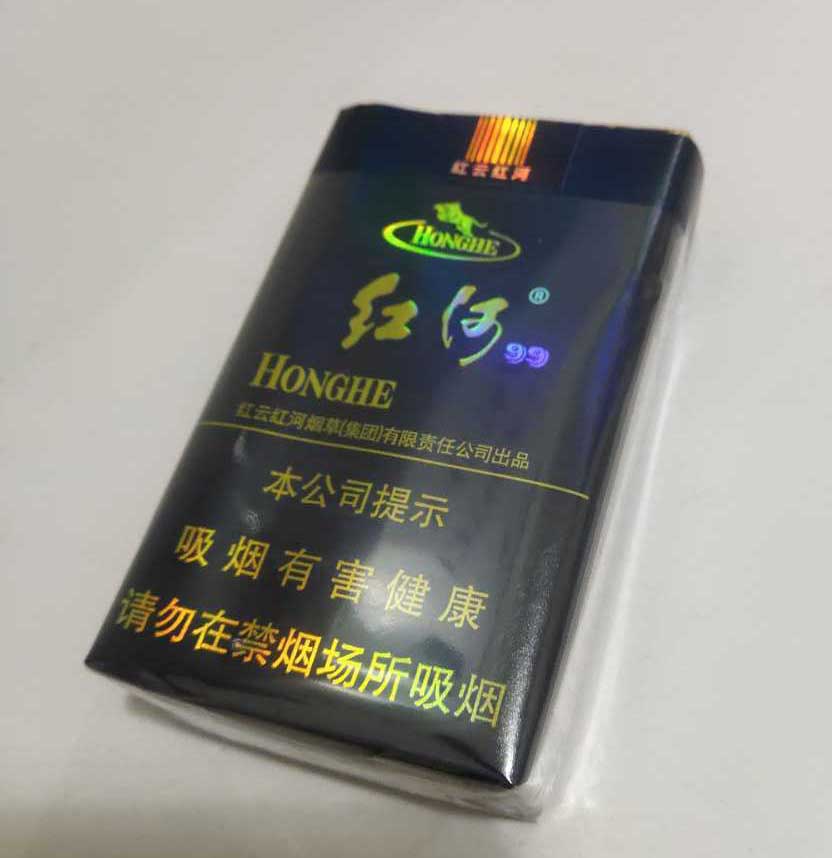 红云红河
HONGHE
红河®
99
HONGHE
红云红河烟草(集团)有限责任公司出品
本公司提示
吸烟有害健康
请勿在禁烟场所吸烟